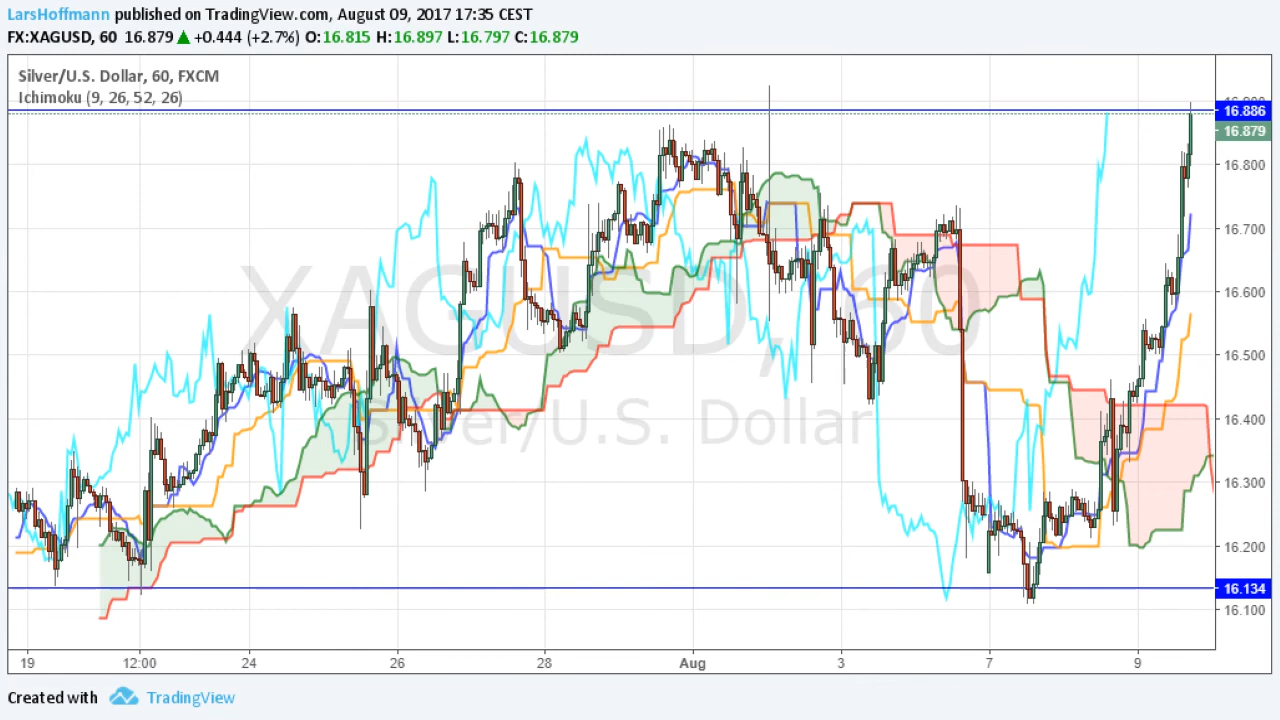 LarsHoffmann published on TradingView.com, August 09, 2017 17:35 CEST
FX:XAGUSD, 60 16.879 ▲ +0.444 (+2.7%) O:16.815 H:16.897 L:16.797 C:16.879
Silver/U.S. Dollar, 60, FXCM
Ichimoku (9, 26, 52, 26)
XAGUSD, 60
Silver/U.S. Dollar
16.886
16.879
16.800
16.700
16.600
16.500
16.400
16.300
16.200
16.134
16.100
19 12:00 24 26 28 Aug 3 7 9
Created with TradingView